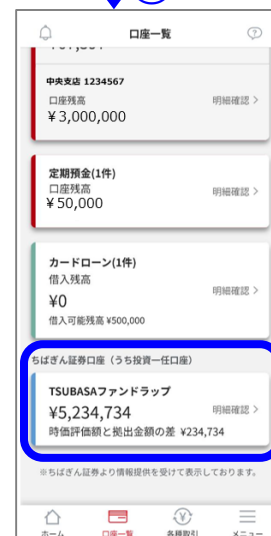 口座一覧
中央支店 1234567
口座残高
明細確認 >
¥3,000,000
定期預金(1件)
口座残高
明細確認 >
¥50,000
カードローン(1件)
借入残高
明細確認 >
¥0
借入可能残高 ¥500,000
ちばぎん証券口座（うち投資一任口座）
TSUBASAファンドラップ
¥5,234,734
明細確認 >
時価評価額と拠出金額の差 ¥234,734
※ちばぎん証券より情報提供を受けて表示しております。
ホーム 口座一覧 各種取引 メニュー